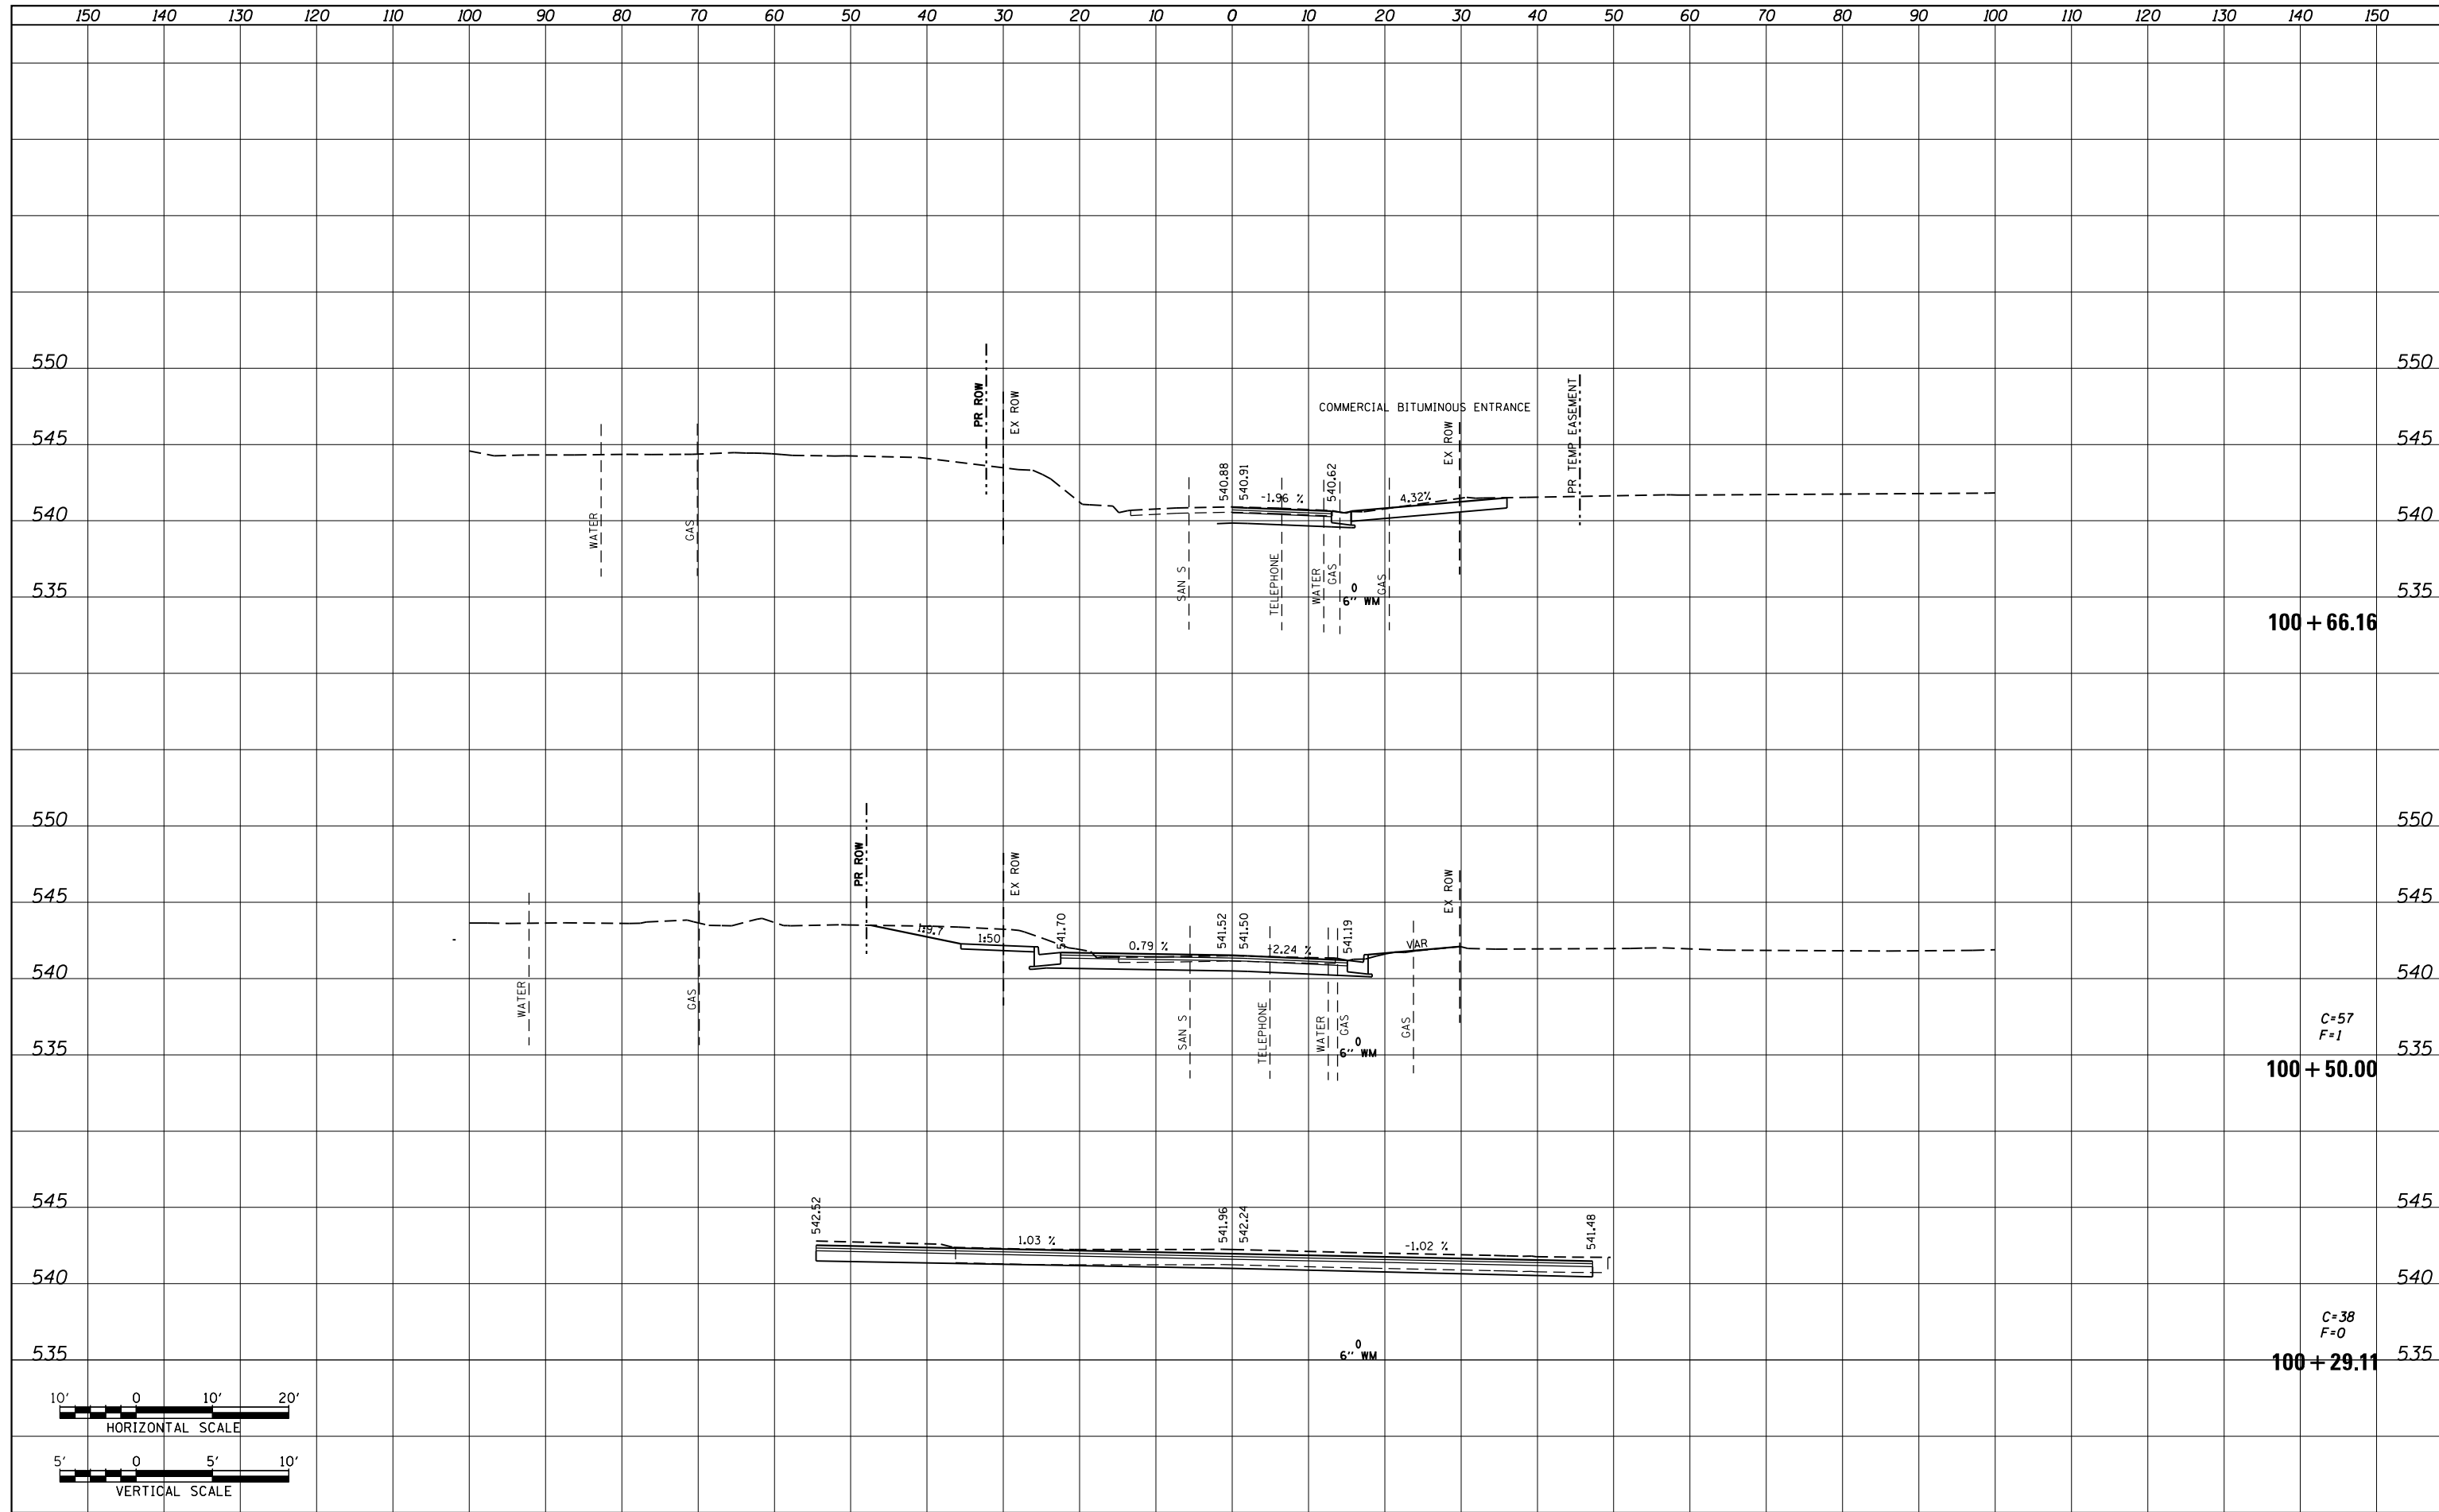 150 140 130 120 110 100 90 80 70 60 50 40 30 20 10 0 10 20 30 40 50 60 70 80 90 100 110 120 130 140 150
550 550
PR ROW
EX ROW
COMMERCIAL BITUMINOUS ENTRANCE
EX ROW
PR TEMP EASEMENT
545 545
540.88
540.91
-1.96 %
540.62
4.32%
540 540
WATER
GAS
SAN S
TELEPHONE
WATER
GAS
GAS
0
6" WM
535 535
100+66.16
550 550
PR ROW
EX ROW
EX ROW
545 545
1:9.7
1:50
541.70
0.79 %
541.52
541.50
-2.24 %
541.19
VAR
540 540
WATER
GAS
SAN S
TELEPHONE
WATER
GAS
GAS
0
6" WM
C=57
F=1
535 535
100+50.00
545 545
542.52
1.03 %
541.96
542.24
-1.02 %
541.48
540 540
C=38
F=0
0
6" WM
535 535
100+29.11
10' 0 10' 20'
HORIZONTAL SCALE
5' 0 5' 10'
VERTICAL SCALE